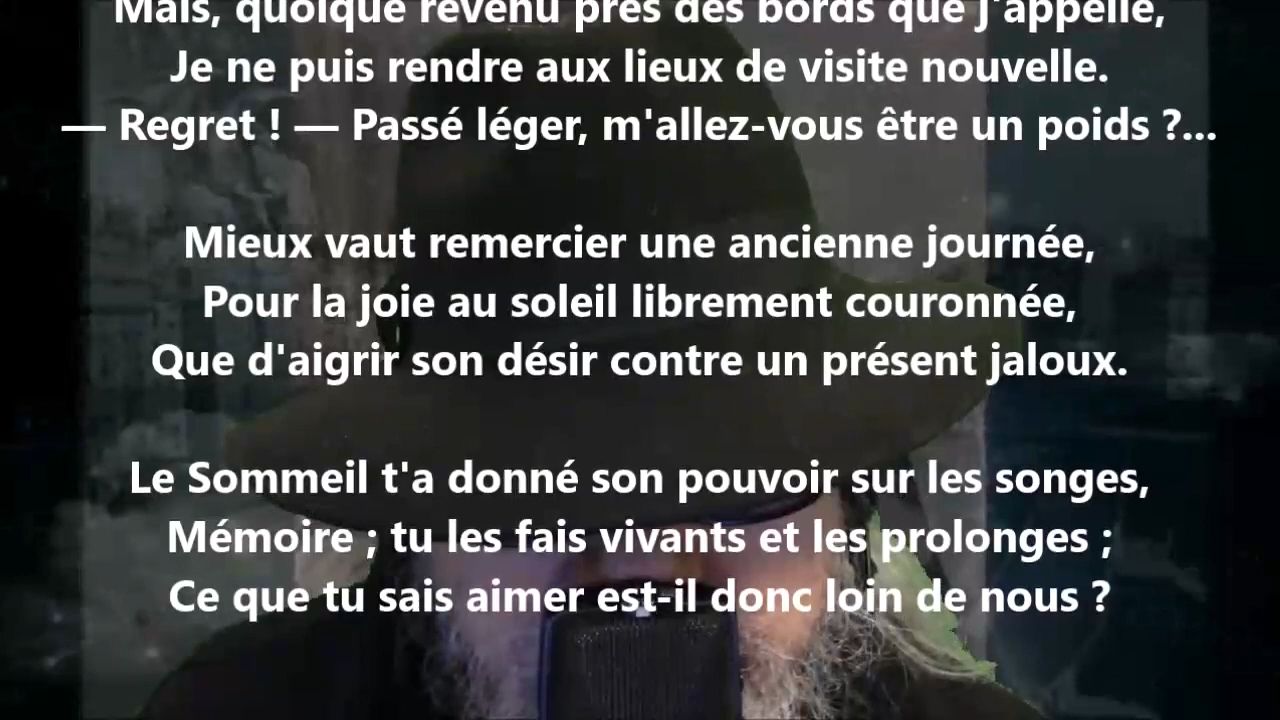 Mais, quoique revenu près des bords que j'appelle,
Je ne puis rendre aux lieux de visite nouvelle.
— Regret ! — Passé léger, m'allez-vous être un poids ?...
Mieux vaut remercier une ancienne journée,
Pour la joie au soleil librement couronnée,
Que d'aigrir son désir contre un présent jaloux.
Le Sommeil t'a donné son pouvoir sur les songes,
Mémoire ; tu les fais vivants et les prolonges ;
Ce que tu sais aimer est-il donc loin de nous ?